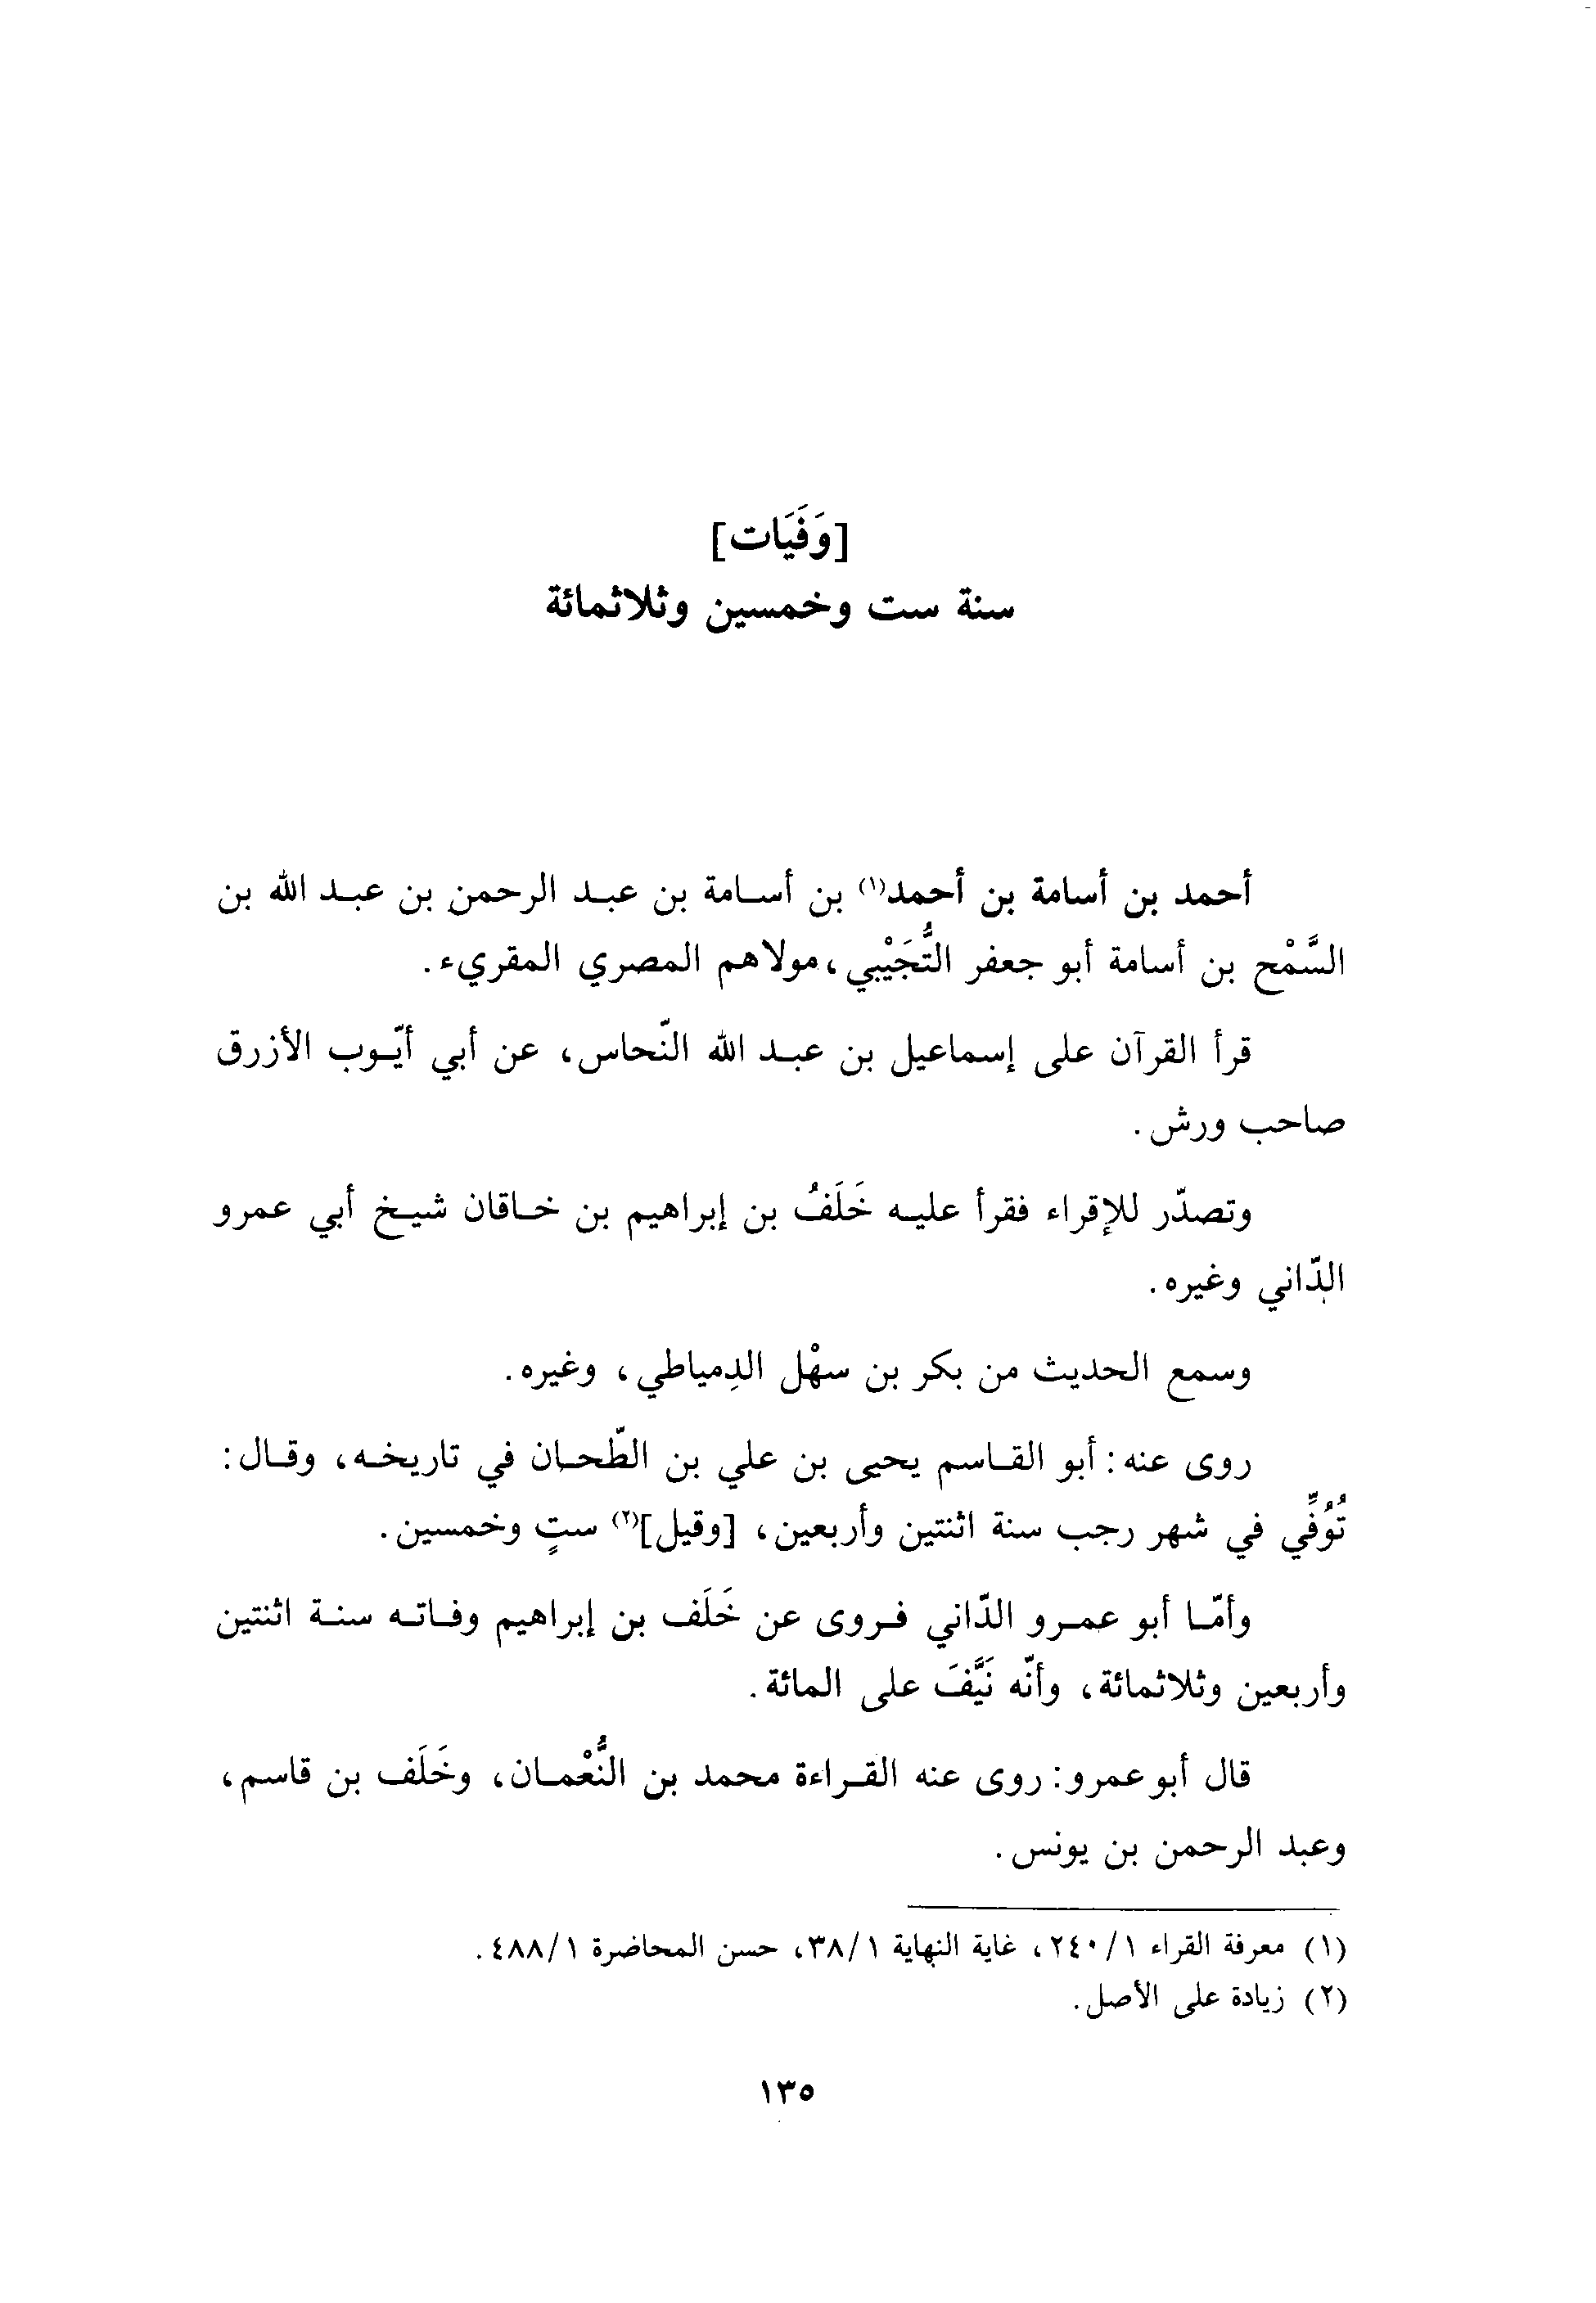 [وَفَيَات]
سنة ست وخمسين وثلاثمائة
أحمد بن أسامة بن أحمد(١) بن أسامة بن عبد الرحمن بن عبد الله بن
السَّمْح بن أسامة أبو جعفر التُّجَيْبي، مولاهم المصري المقريء.
قرأ القرآن على إسماعيل بن عبد الله النّحاس، عن أبي أيّوب الأزرق
صاحب ورش.
وتصدّر للإقراء فقرأ عليه خَلَفُ بن إبراهيم بن خاقان شيخ أبي عمرو
الدّاني وغيره.
وسمع الحديث من بكر بن سهْل الدِمياطي، وغيره.
روى عنه: أبو القاسم يحيى بن علي بن الطّحان في تاريخه، وقال:
تُوُفِّي في شهر رجب سنة اثنتين وأربعين، [وقيل](٢) ستٍ وخمسين.
وأمّا أبو عمرو الدّاني فروى عن خَلَف بن إبراهيم وفاته سنة اثنتين
وأربعين وثلاثمائة، وأنّه نَيَّفَ على المائة.
قال أبو عمرو: روى عنه القراءة محمد بن النُّعْمان، وخَلَف بن قاسم،
وعبد الرحمن بن يونس.
(١) معرفة القراء ١/ ٢٤٠، غاية النهاية ١/ ٣٨، حسن المحاضرة ١/ ٤٨٨.
(٢) زيادة على الأصل.
١٣٥